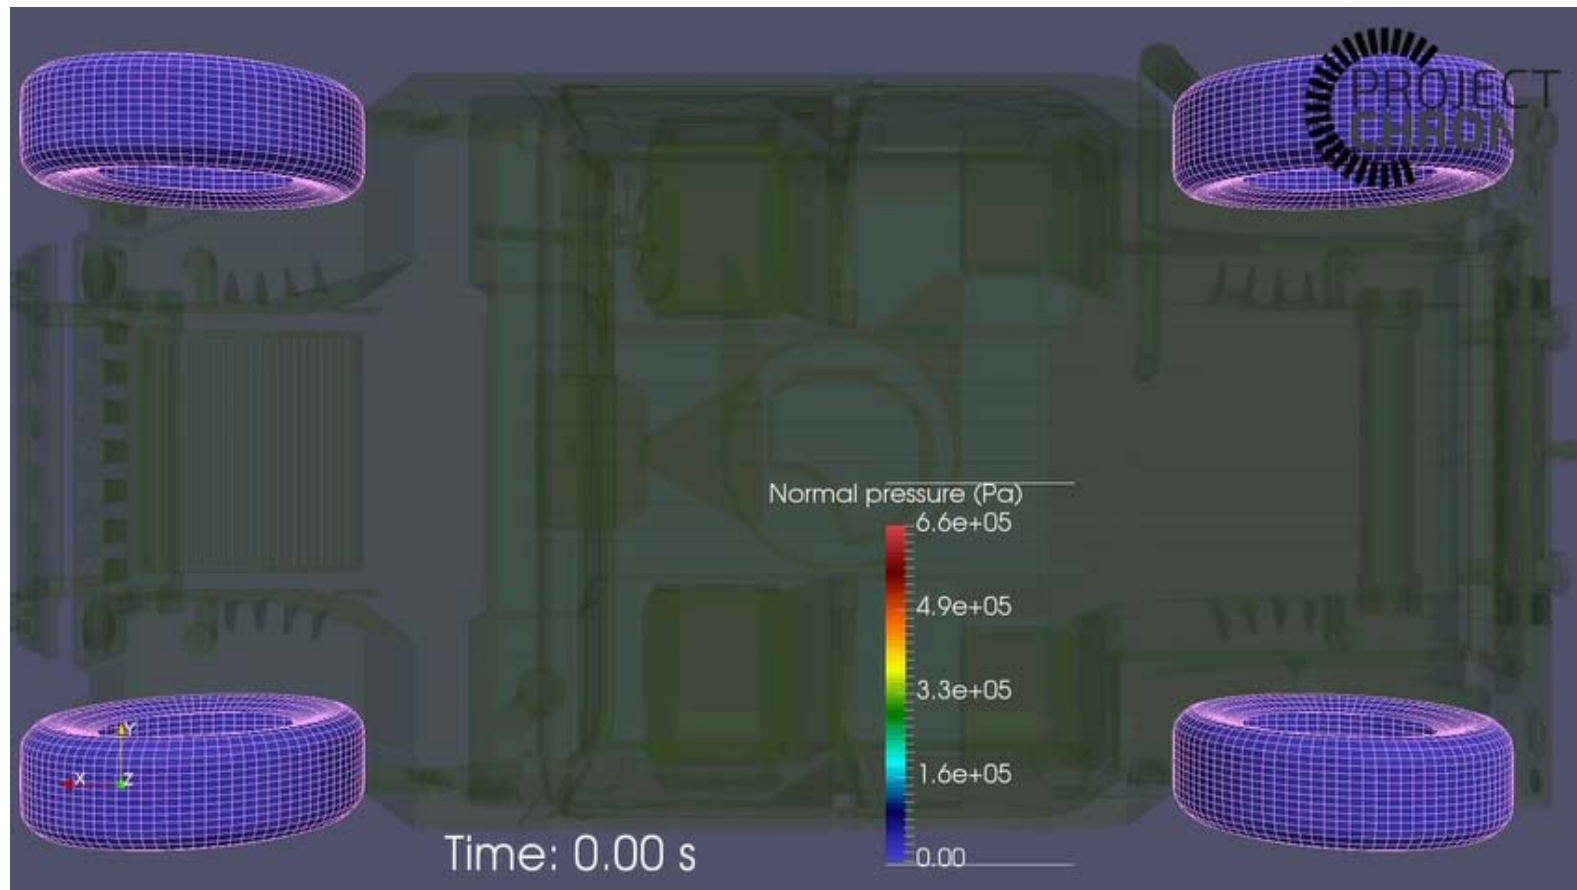 PROJECT
CHRONO
Normal pressure (Pa)
6.6e+05
4.9e+05
3.3e+05
1.6e+05
0.00
Y
X
Z
Time: 0.00 s